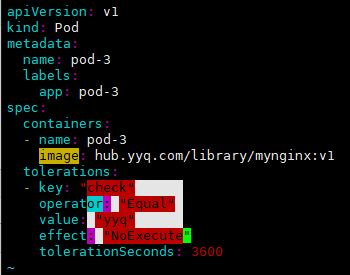 apiVersion: v1
kind: Pod
metadata:
  name: pod-3
  labels:
    app: pod-3
spec:
  containers:
  - name: pod-3
    image: hub.yyq.com/library/mynginx:v1
  tolerations:
  - key: "check"
    operator: "Equal"
    value: "yyq"
    effect: "NoExecute"
    tolerationSeconds: 3600
~